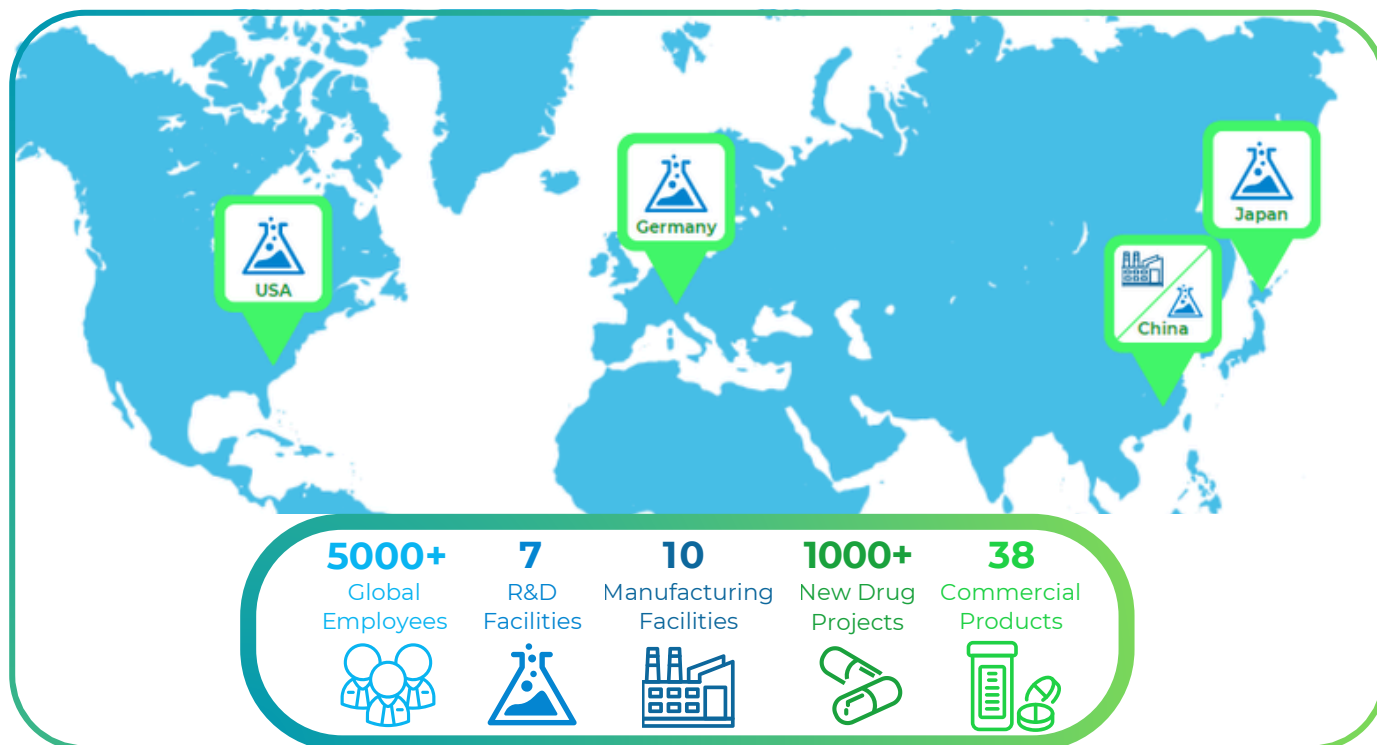 USA
Germany
Japan
China
5000+
Global
Employees
7
R&D
Facilities
10
Manufacturing
Facilities
1000+
New Drug
Projects
38
Commercial
Products